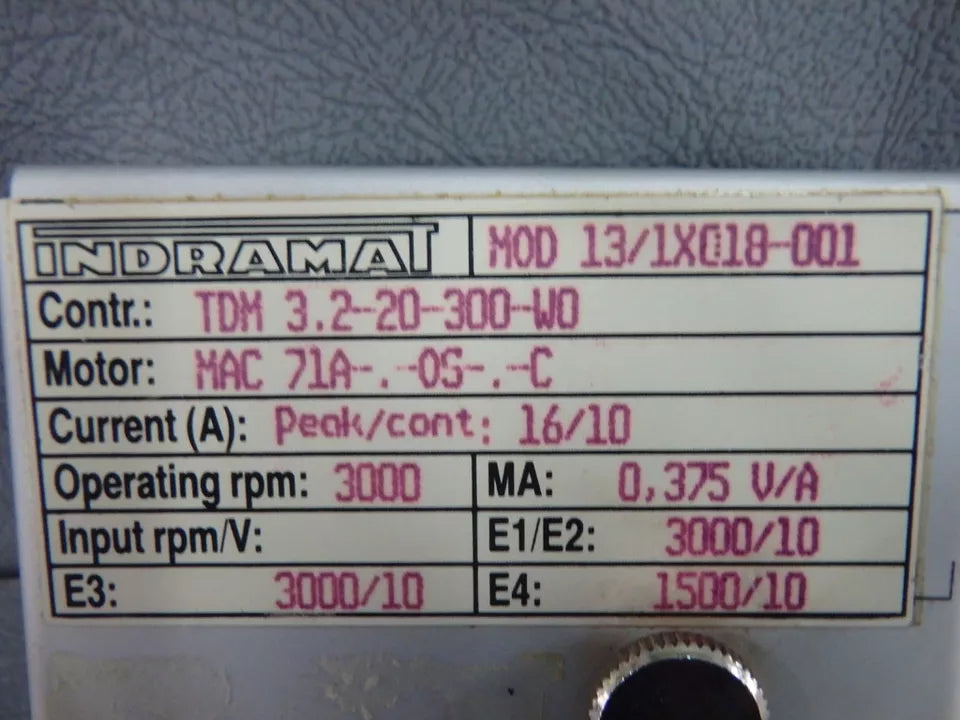 INDRAMAT MOD 13/1X018-001
Contr.: TDM 3.2-20-300-W0
Motor: MAC 71A-.-0S-.-C
Current (A): Peak/cont: 16/10
Operating rpm: 3000 MA: 0,375 V/A
Input rpm/V: E1/E2: 3000/10
E3: 3000/10 E4: 1500/10